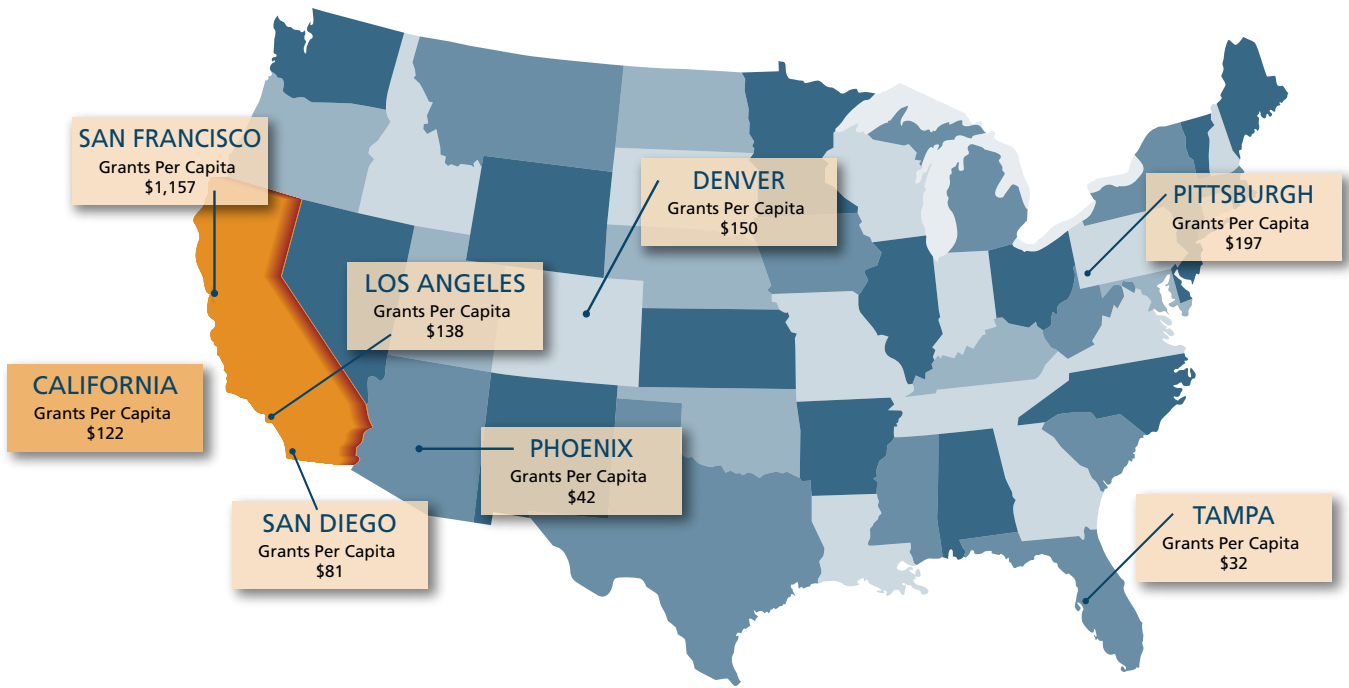 SAN FRANCISCO
Grants Per Capita
$1,157
DENVER
Grants Per Capita
$150
PITTSBURGH
Grants Per Capita
$197
LOS ANGELES
Grants Per Capita
$138
CALIFORNIA
Grants Per Capita
$122
PHOENIX
Grants Per Capita
$42
SAN DIEGO
Grants Per Capita
$81
TAMPA
Grants Per Capita
$32